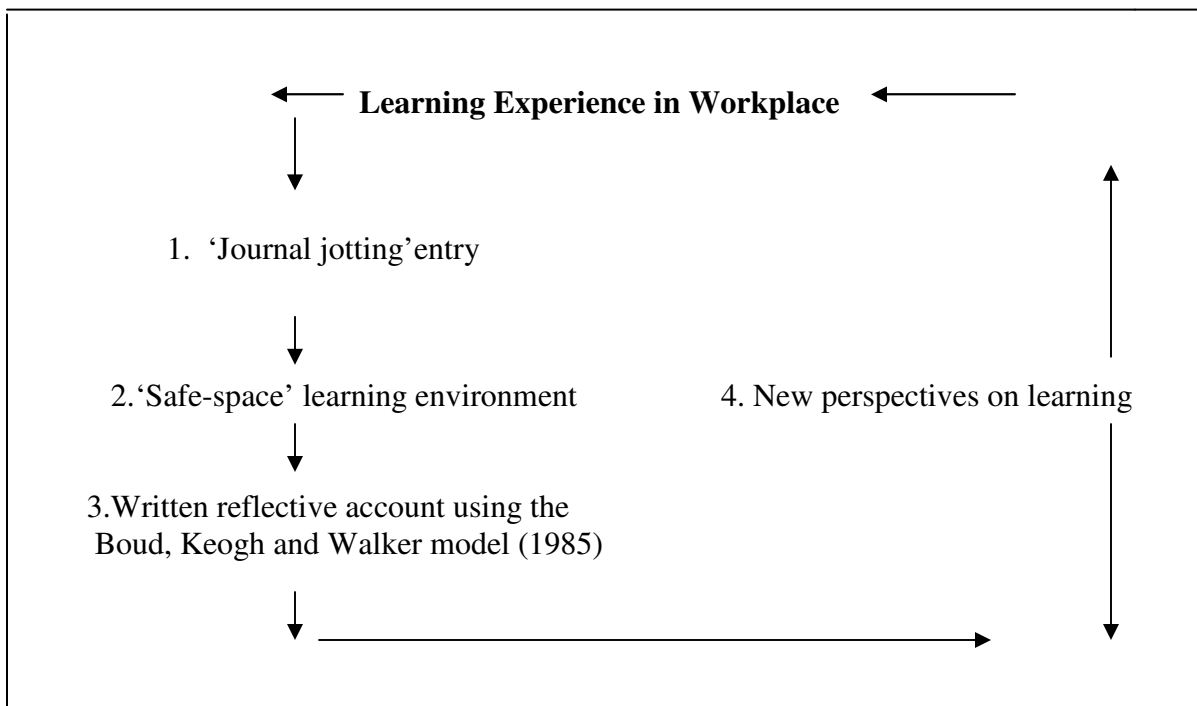 Learning Experience in Workplace
1. ‘Journal jotting’entry
2.‘Safe-space’ learning environment
4. New perspectives on learning
3.Written reflective account using the
Boud, Keogh and Walker model (1985)